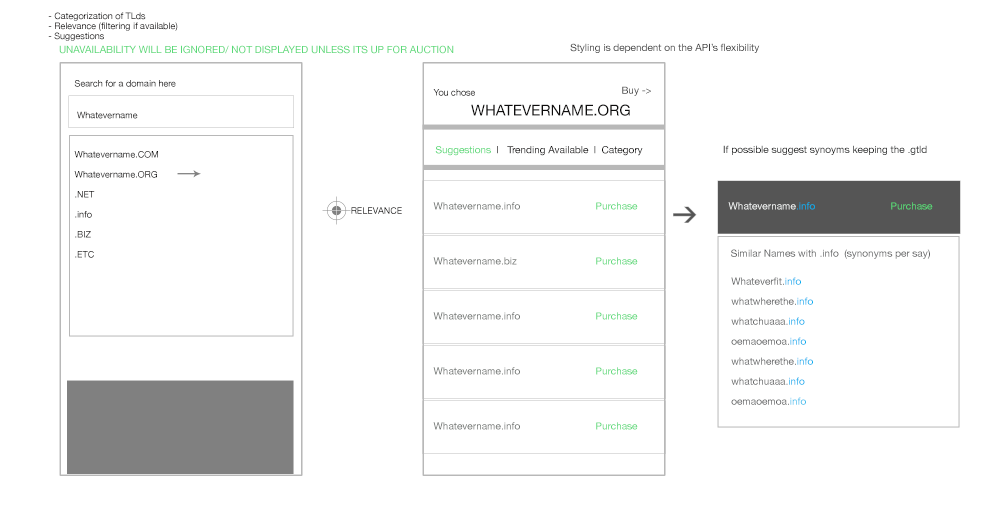 - Categorization of TLds
- Relevance (filtering if available)
- Suggestions
UNAVAILABILITY WILL BE IGNORED/ NOT DISPLAYED UNLESS ITS UP FOR AUCTION
Styling is dependent on the API's flexibility
Search for a domain here
Whatevername
Whatevername.COM
Whatevername.ORG
.NET
.info
.BIZ
.ETC
RELEVANCE
You chose
Buy ->
WHATEVERNAME.ORG
Suggestions I Trending Available I Category
Whatevername.info Purchase
Whatevername.biz Purchase
Whatevername.info Purchase
Whatevername.info Purchase
Whatevername.info Purchase
If possible suggest synoyms keeping the .gtld
Whatevername.info Purchase
Similar Names with .info (synonyms per say)
Whateverfit.info
whatwherethe.info
whatchuaaa.info
oemaoemoa.info
whatwherethe.info
whatchuaaa.info
oemaoemoa.info